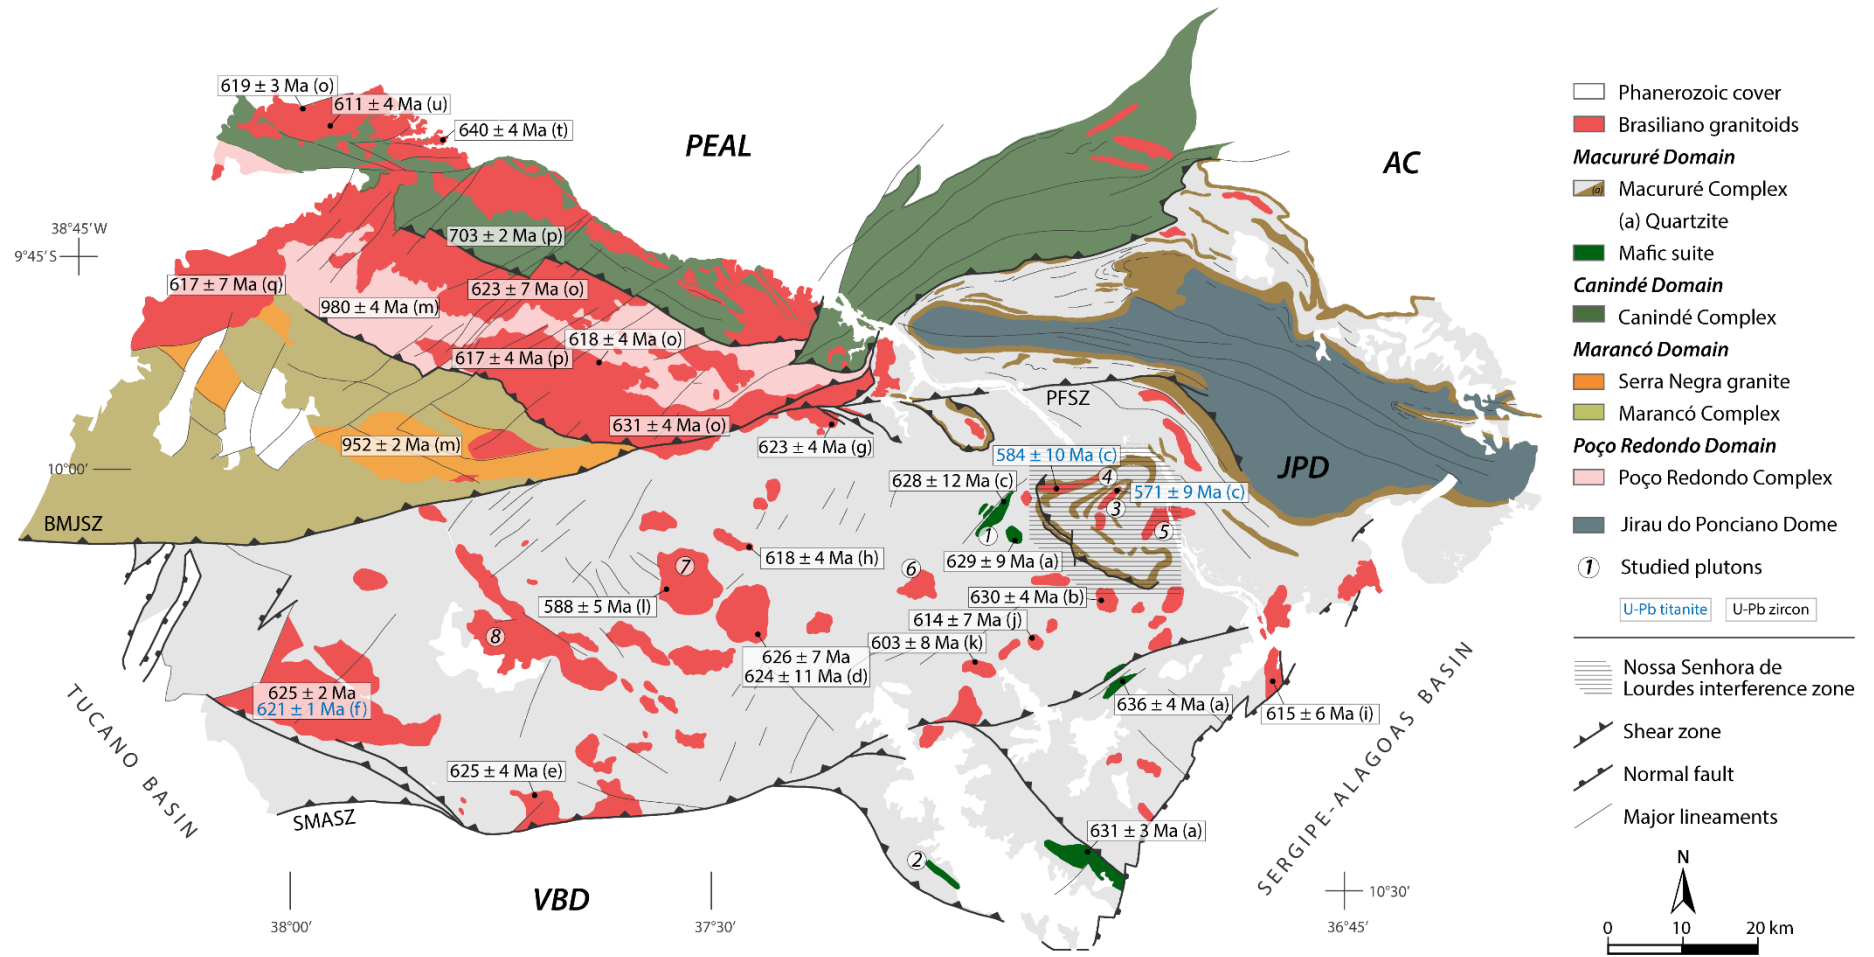 619 ± 3 Ma (o)
611 ± 4 Ma (u)
640 ± 4 Ma (t)
PEAL
AC
38°45' W
9°45' S
703 ± 2 Ma (p)
617 ± 7 Ma (q)
623 ± 7 Ma (o)
980 ± 4 Ma (m)
618 ± 4 Ma (o)
617 ± 4 Ma (p)
PFSZ
631 ± 4 Ma (o)
623 ± 4 Ma (g)
952 ± 2 Ma (m)
10°00'
584 ± 10 Ma (c)
4
JPD
628 ± 12 Ma (c)
571 ± 9 Ma (c)
3
BMJSZ
1
5
618 ± 4 Ma (h)
629 ± 9 Ma (a)
7
6
588 ± 5 Ma (l)
630 ± 4 Ma (b)
614 ± 7 Ma (j)
8
603 ± 8 Ma (k)
626 ± 7 Ma
624 ± 11 Ma (d)
625 ± 2 Ma
621 ± 1 Ma (f)
636 ± 4 Ma (a)
615 ± 6 Ma (i)
TUCANO BASIN
625 ± 4 Ma (e)
SMASZ
631 ± 3 Ma (a)
2
SERGIPE-ALAGOAS BASIN
VBD
38°00'
37°30'
36°45'
10°30'
Phanerozoic cover
Brasiliano granitoids
Macururé Domain
(a)
Macururé Complex
(a) Quartzite
Mafic suite
Canindé Domain
Canindé Complex
Marancó Domain
Serra Negra granite
Marancó Complex
Poço Redondo Domain
Poço Redondo Complex
Jirau do Ponciano Dome
1 Studied plutons
U-Pb titanite
U-Pb zircon
Nossa Senhora de
Lourdes interference zone
Shear zone
Normal fault
Major lineaments
N
0 10 20 km